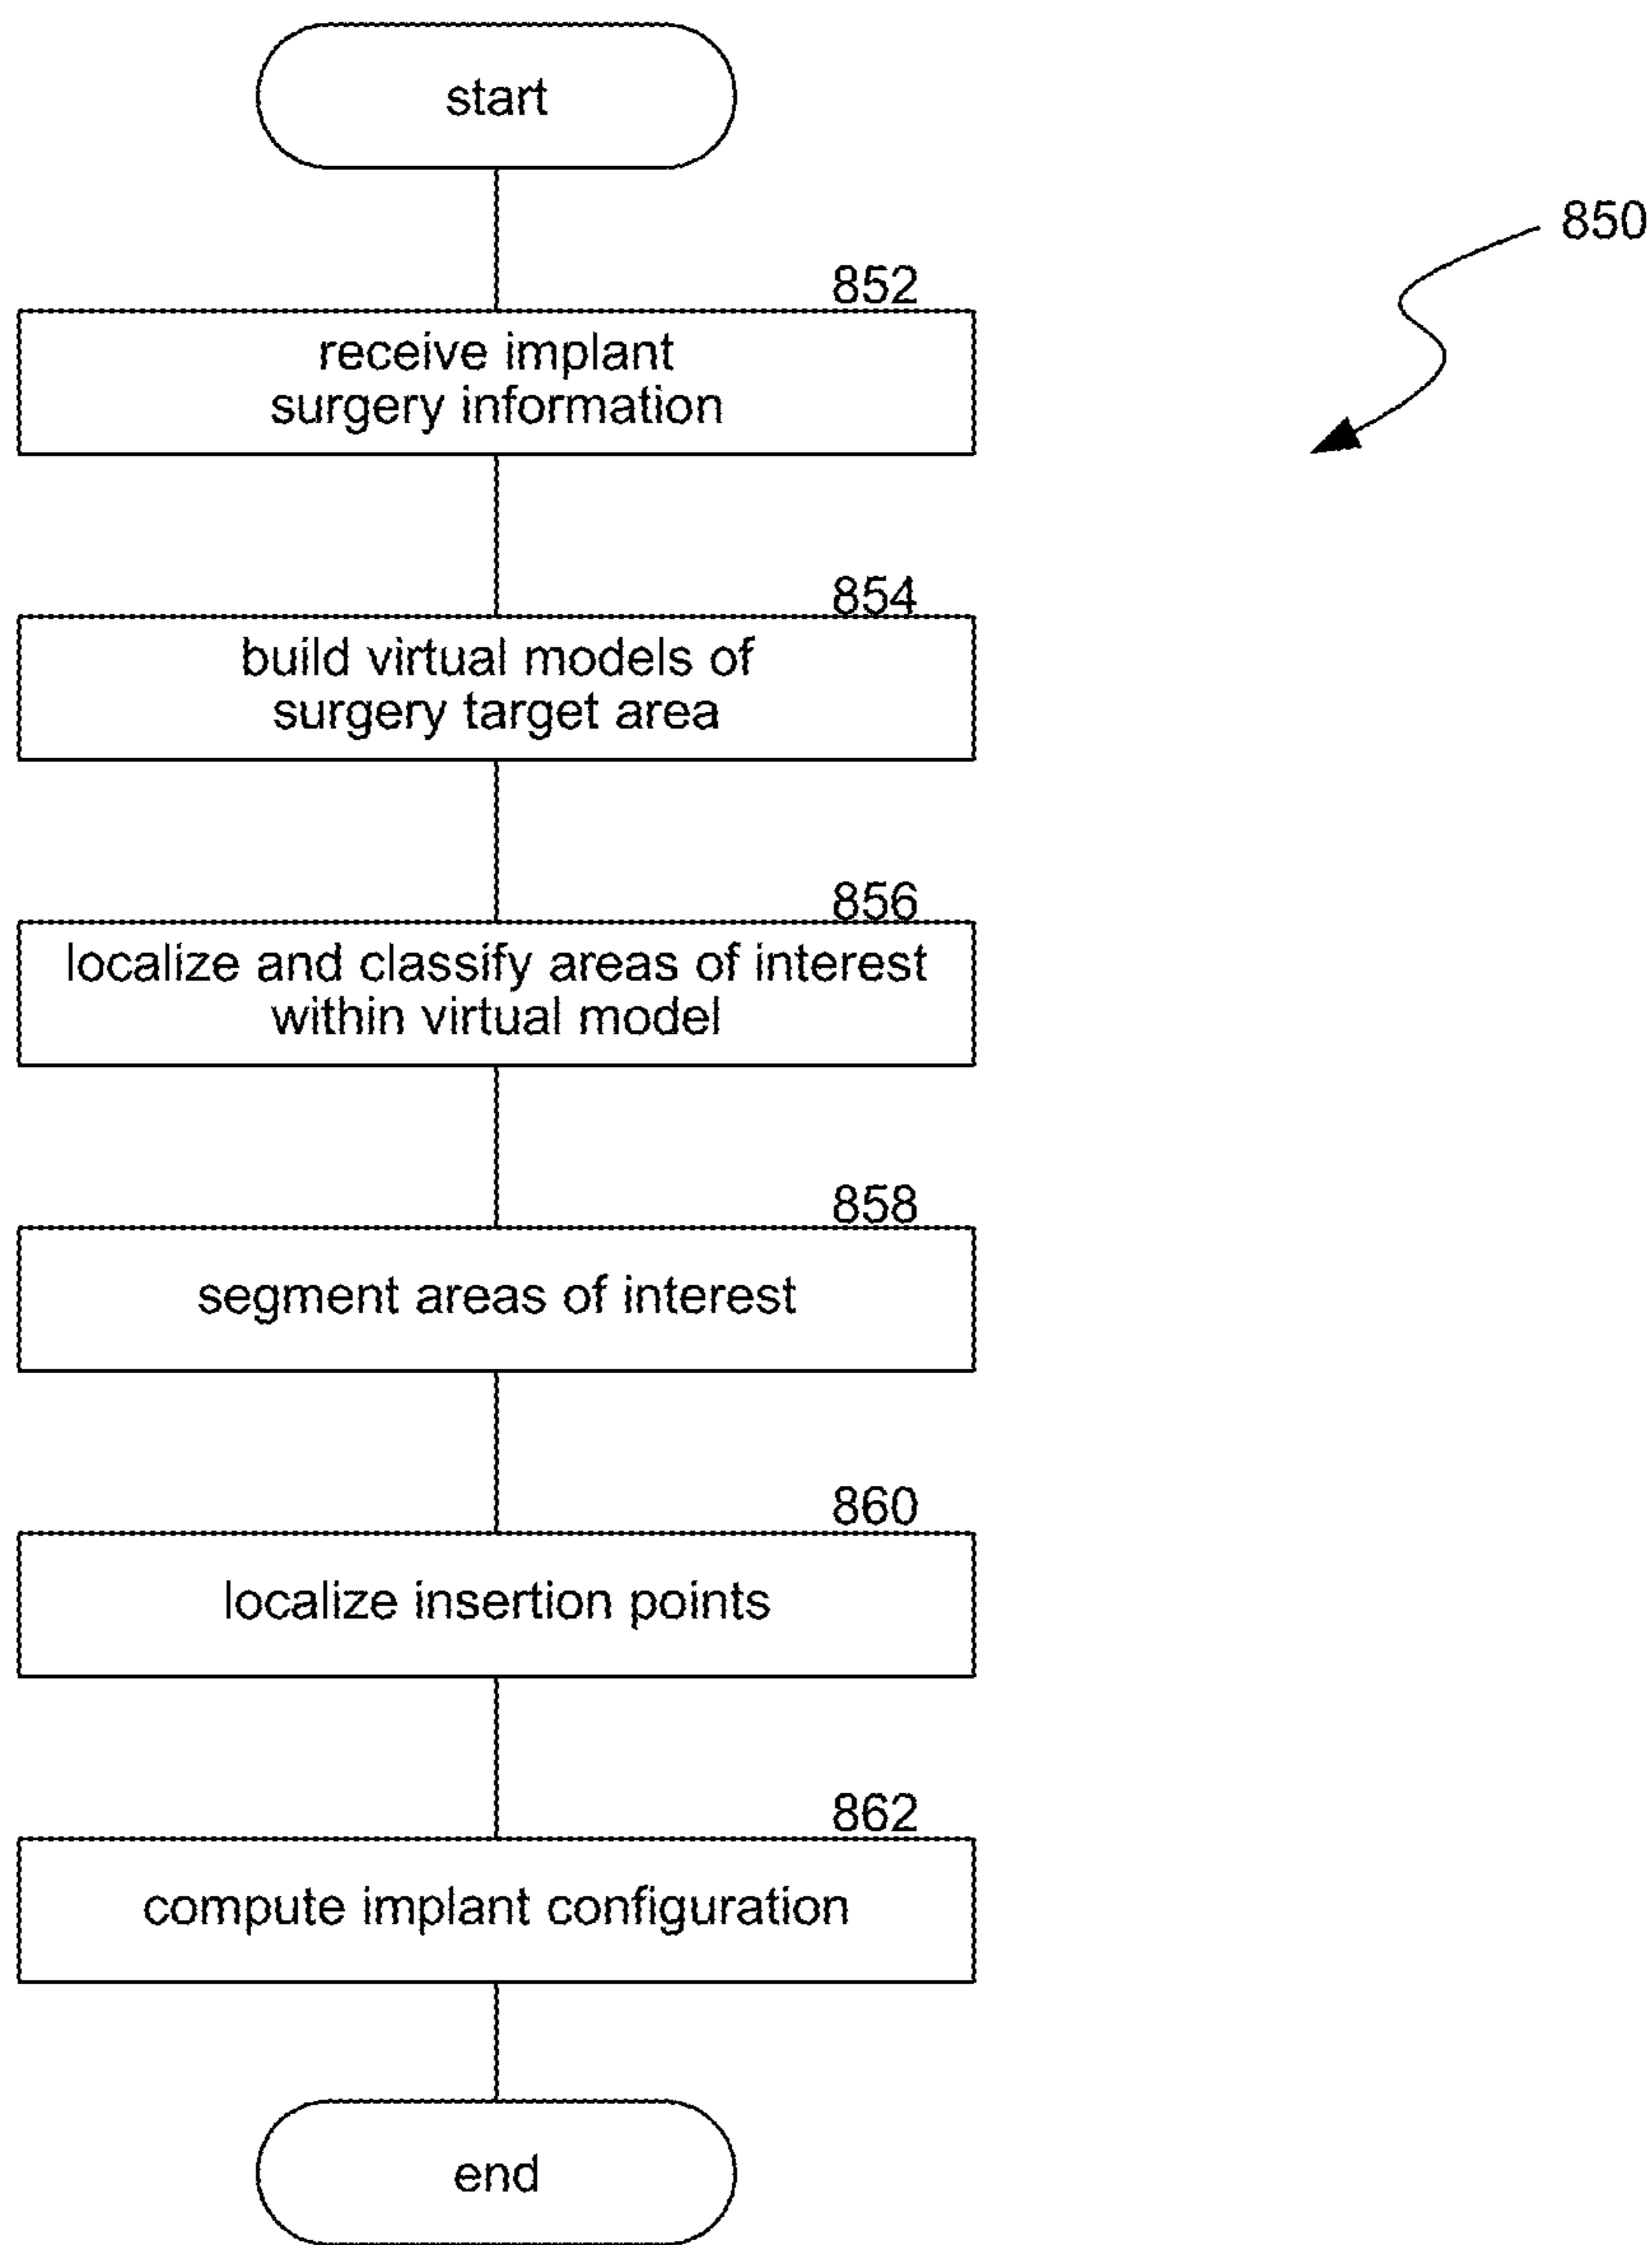 start
850
852
receive implant
surgery information
854
build virtual models of
surgery target area
856
localize and classify areas of interest
within virtual model
858
segment areas of interest
860
localize insertion points
862
compute implant configuration
end